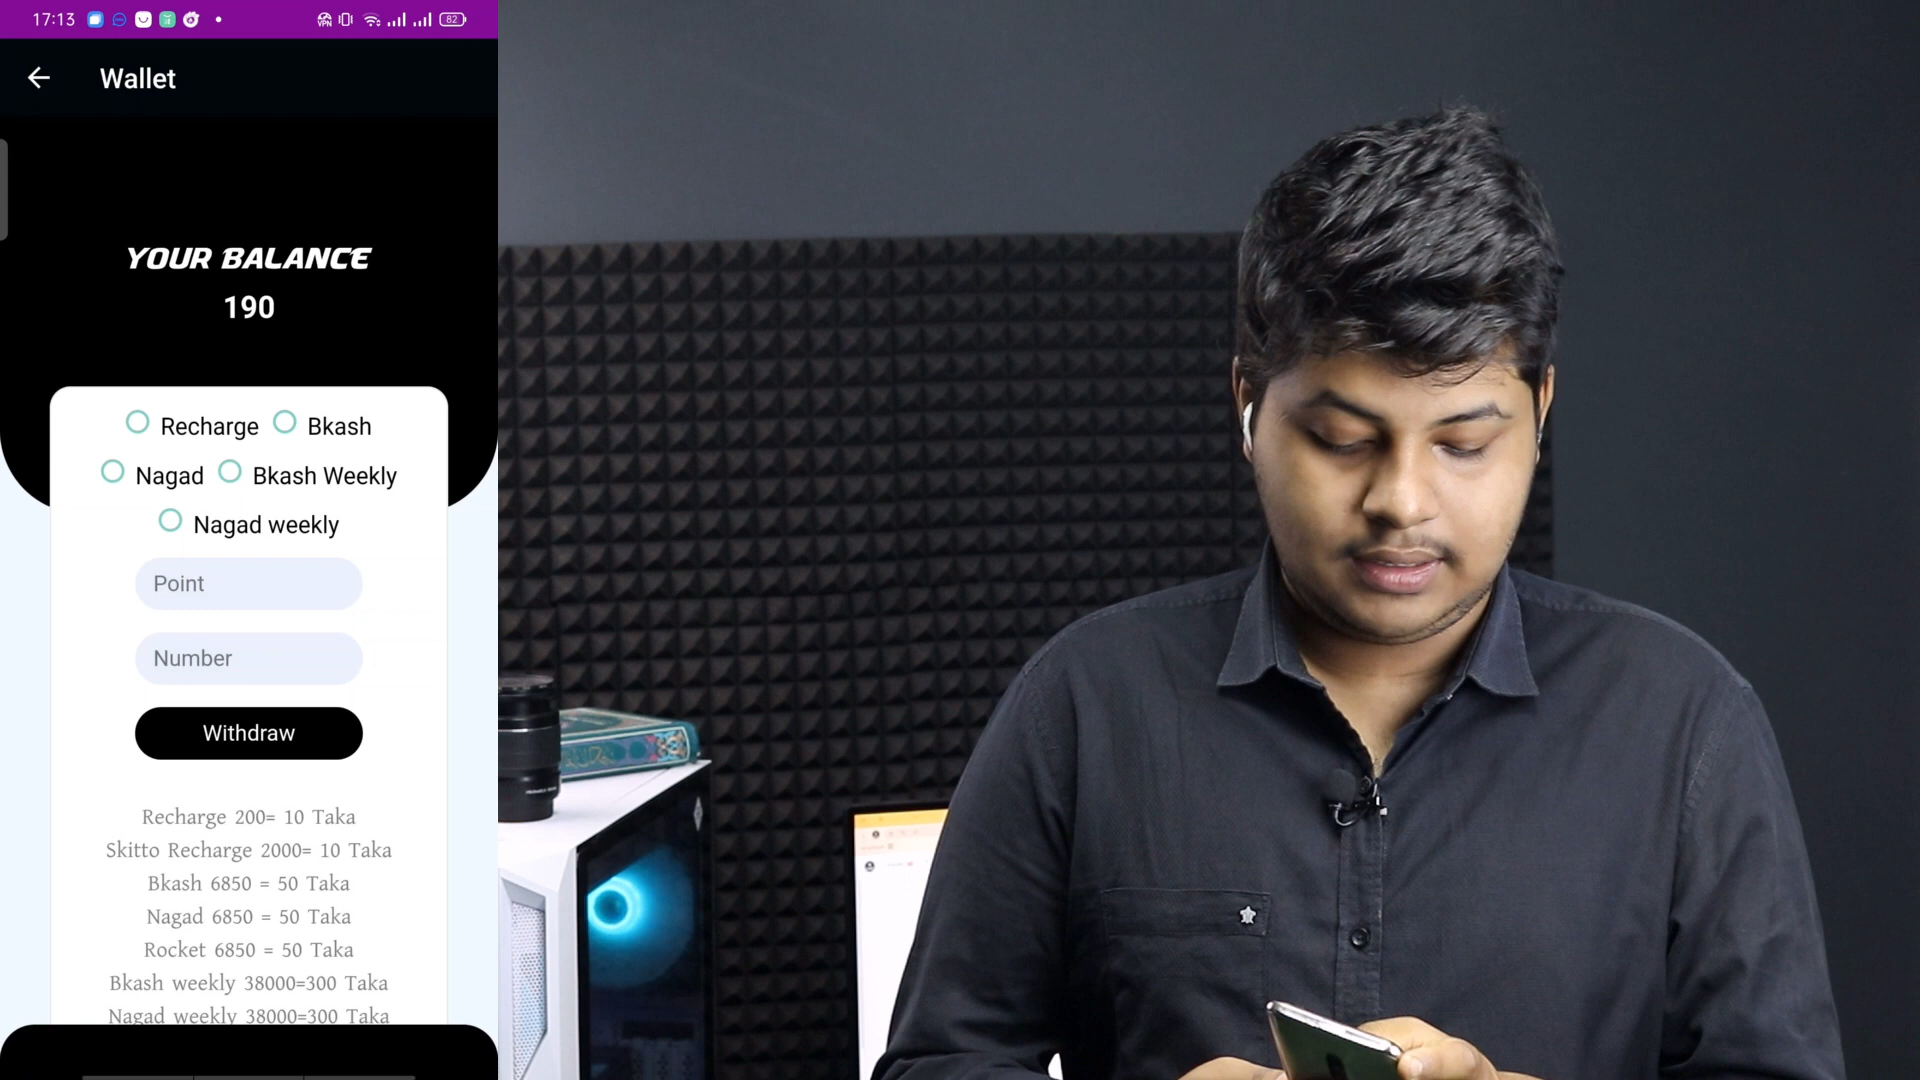 17:13
VPN
82
Wallet
YOUR BALANCE
190
Recharge
Bkash
Nagad
Bkash Weekly
Nagad weekly
Point
Number
Withdraw
Recharge 200= 10 Taka
Skitto Recharge 2000= 10 Taka
Bkash 6850 = 50 Taka
Nagad 6850 = 50 Taka
Rocket 6850 = 50 Taka
Bkash weekly 38000=300 Taka
Nagad weekly 38000=300 Taka